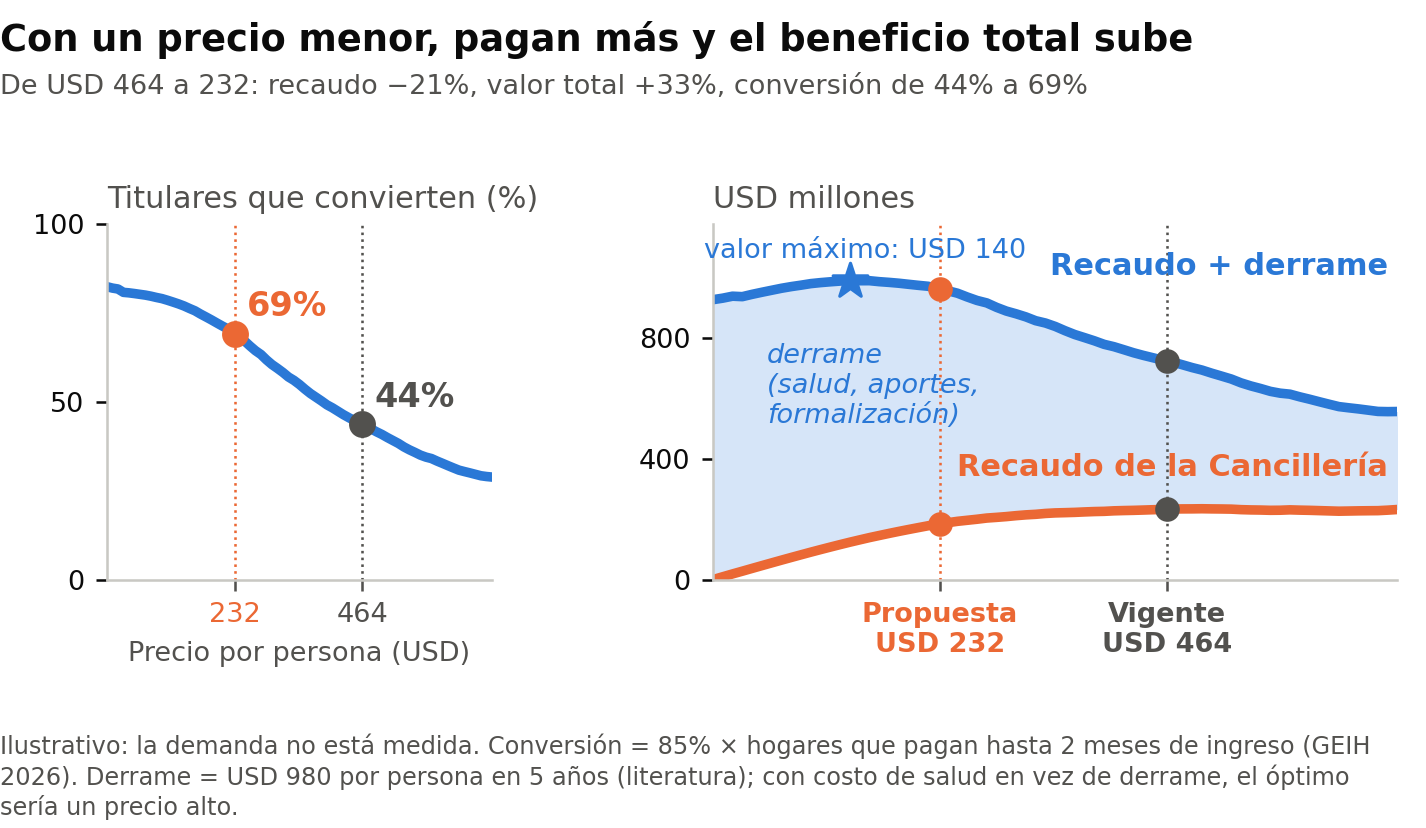 Con un precio menor, pagan más y el beneficio total sube
De USD 464 a 232: recaudo −21%, valor total +33%, conversión de 44% a 69%
Titulares que convierten (%)
100
50
0
69%
44%
232
464
Precio por persona (USD)
USD millones
valor máximo: USD 140
Recaudo + derrame
800
400
0
derrame
(salud, aportes,
formalización)
Recaudo de la Cancillería
Propuesta
USD 232
Vigente
USD 464
Ilustrativo: la demanda no está medida. Conversión = 85% × hogares que pagan hasta 2 meses de ingreso (GEIH
2026). Derrame = USD 980 por persona en 5 años (literatura); con costo de salud en vez de derrame, el óptimo
sería un precio alto.